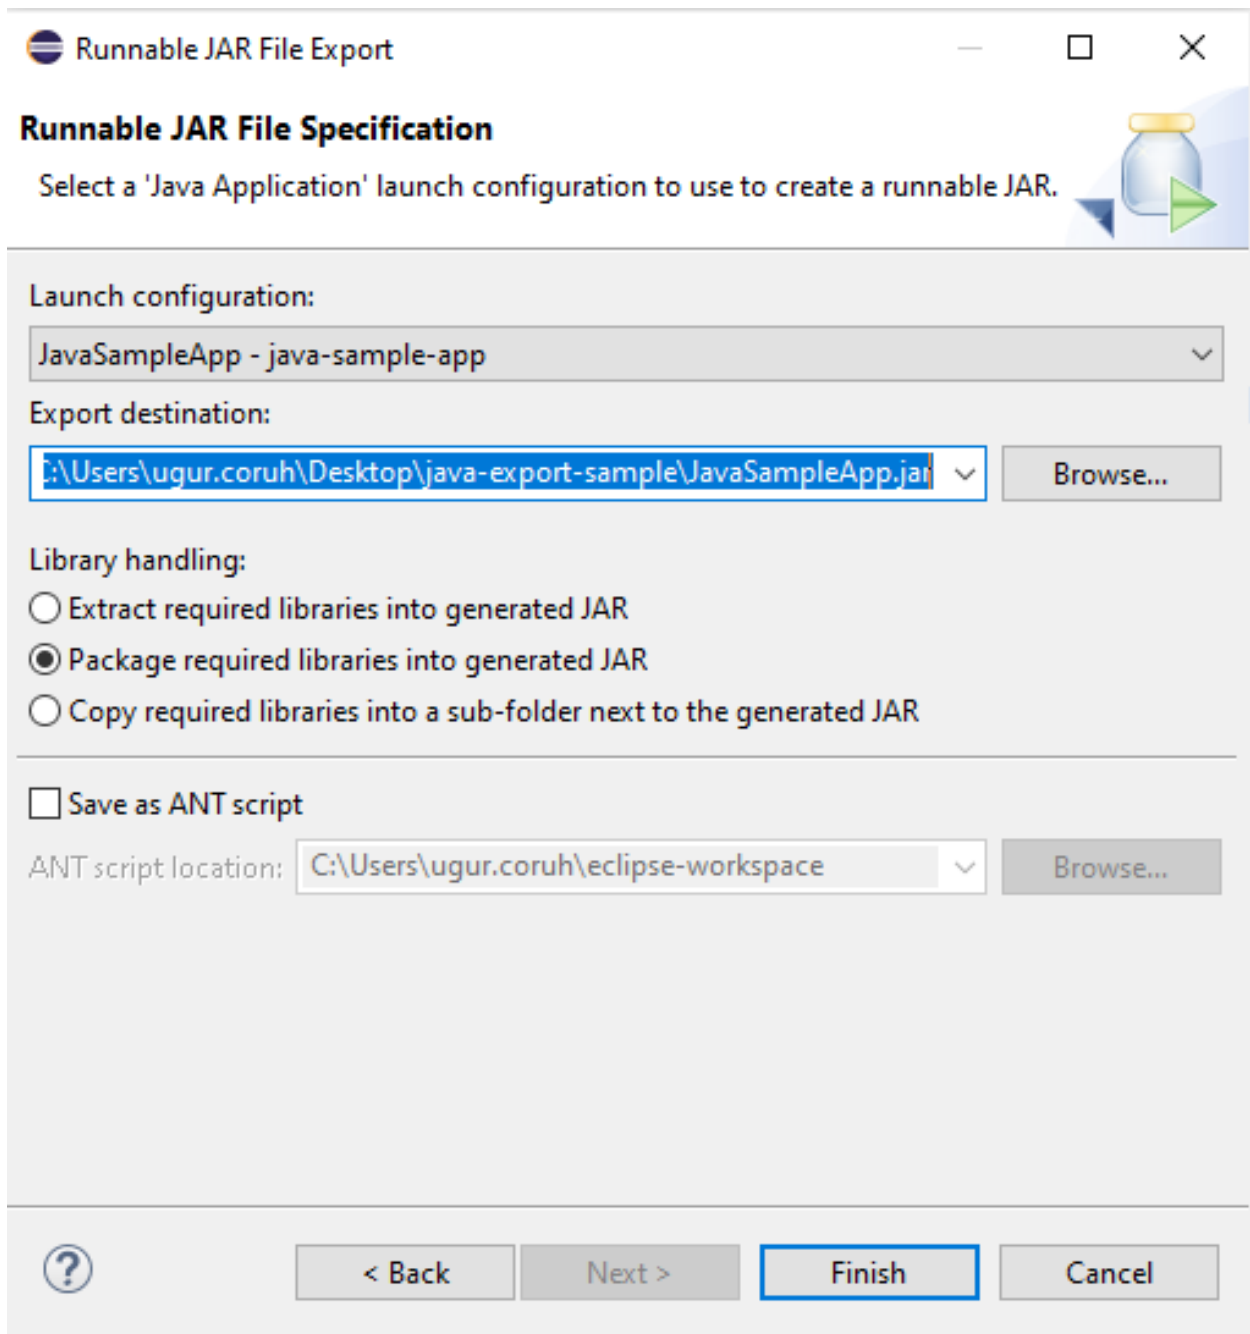 Runnable JAR File Export
Runnable JAR File Specification
Select a 'Java Application' launch configuration to use to create a runnable JAR.
Launch configuration:
JavaSampleApp - java-sample-app
Export destination:
C:\Users\ugur.coruh\Desktop\java-export-sample\JavaSampleApp.jar
Browse...
Library handling:
Extract required libraries into generated JAR
Package required libraries into generated JAR
Copy required libraries into a sub-folder next to the generated JAR
Save as ANT script
ANT script location:
C:\Users\ugur.coruh\eclipse-workspace
Browse...
?
< Back
Next >
Finish
Cancel